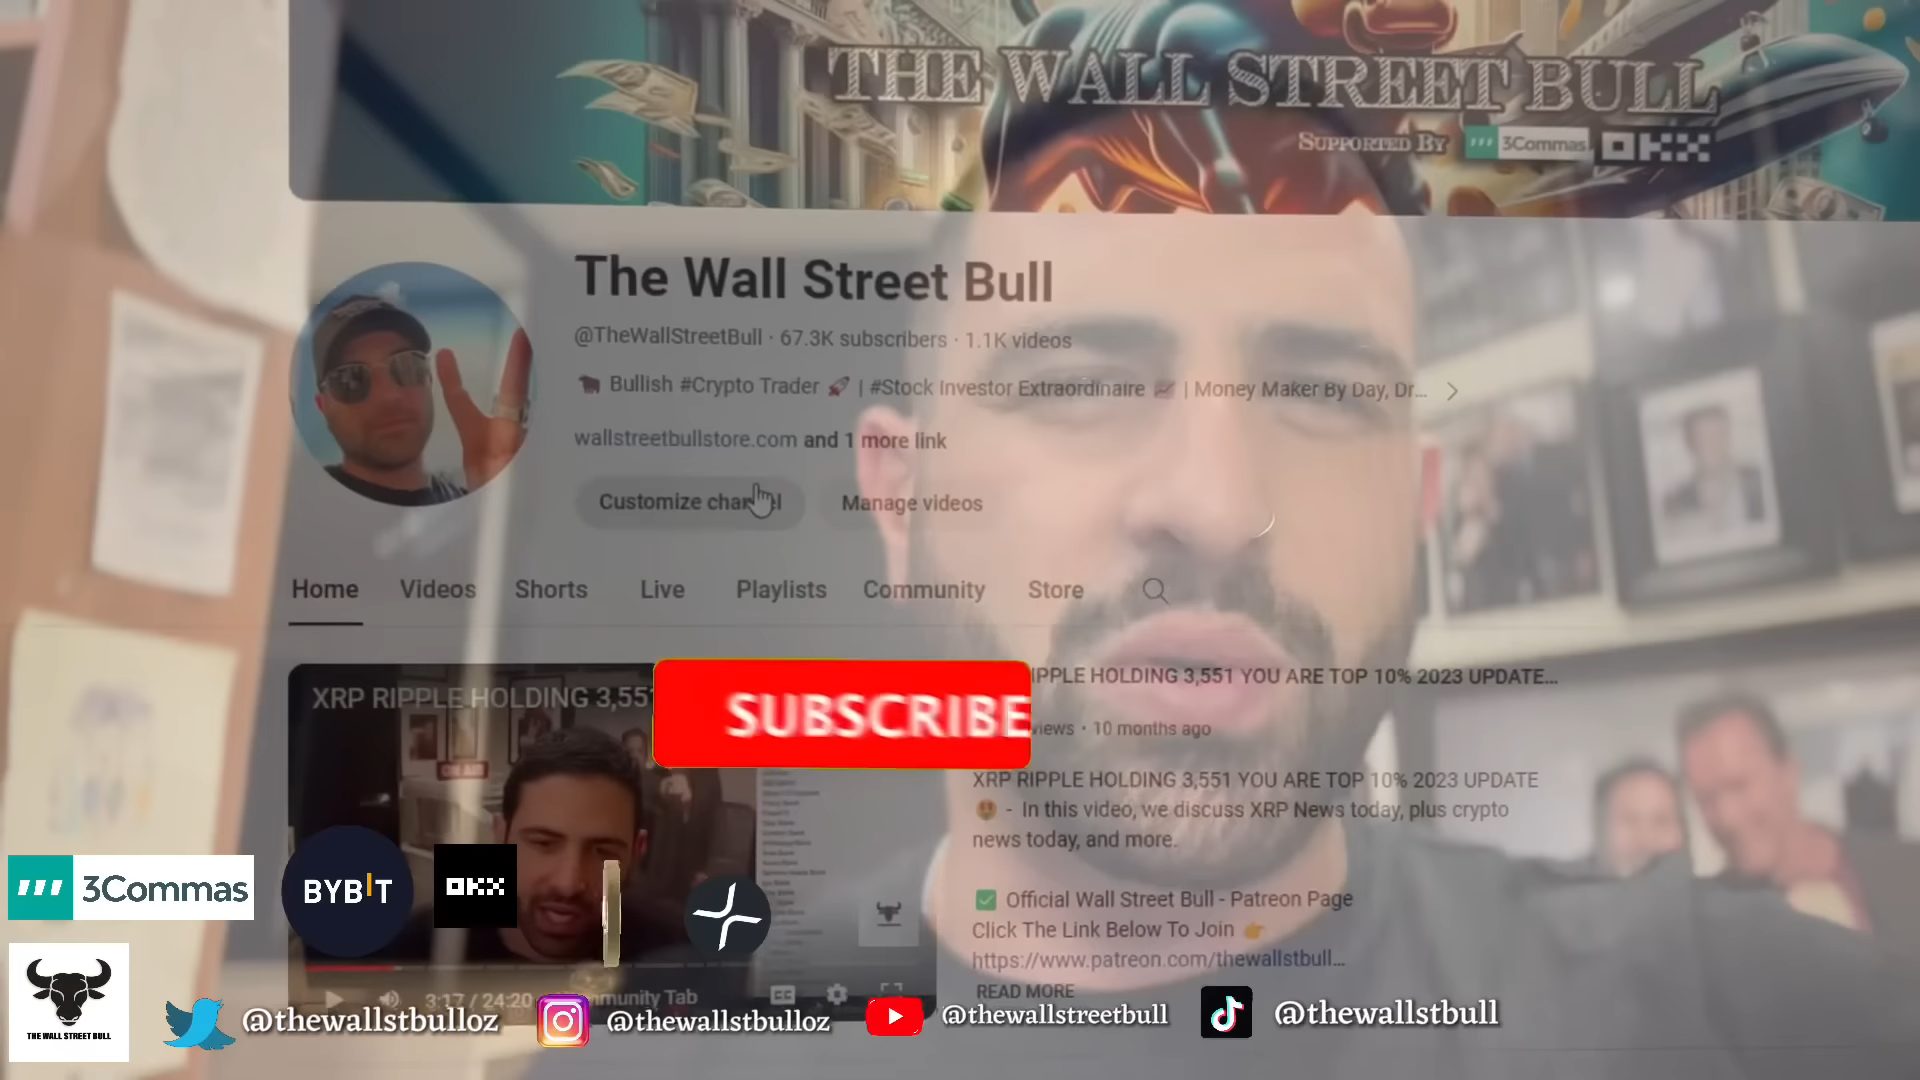 THE WALL STREET BULL
SUPPORTED BY 3Commas OKX
The Wall Street Bull
@TheWallStreetBull · 67.3K subscribers · 1.1K videos
Bullish #Crypto Trader | #Stock Investor Extraordinaire | Money Maker By Day, Dr...
wallstreetbullstore.com and 1 more link
Customize channel Manage videos
Home Videos Shorts Live Playlists Community Store
XRP RIPPLE HOLDING 3,551
SUBSCRIBE
IPPLE HOLDING 3,551 YOU ARE TOP 10% 2023 UPDATE...
views · 10 months ago
ON AIR
XRP RIPPLE HOLDING 3,551 YOU ARE TOP 10% 2023 UPDATE
- In this video, we discuss XRP News today, plus crypto
news today, and more.
Official Wall Street Bull - Patreon Page
Click The Link Below To Join
https://www.patreon.com/thewallstbull...
READ MORE
3Commas
BYBIT
OKX
3:17 / 24:20
munity Tab
CC
THE WALL STREET BULL
@thewallstbulloz
@thewallstbulloz
@thewallstreetbull
@thewallstbull